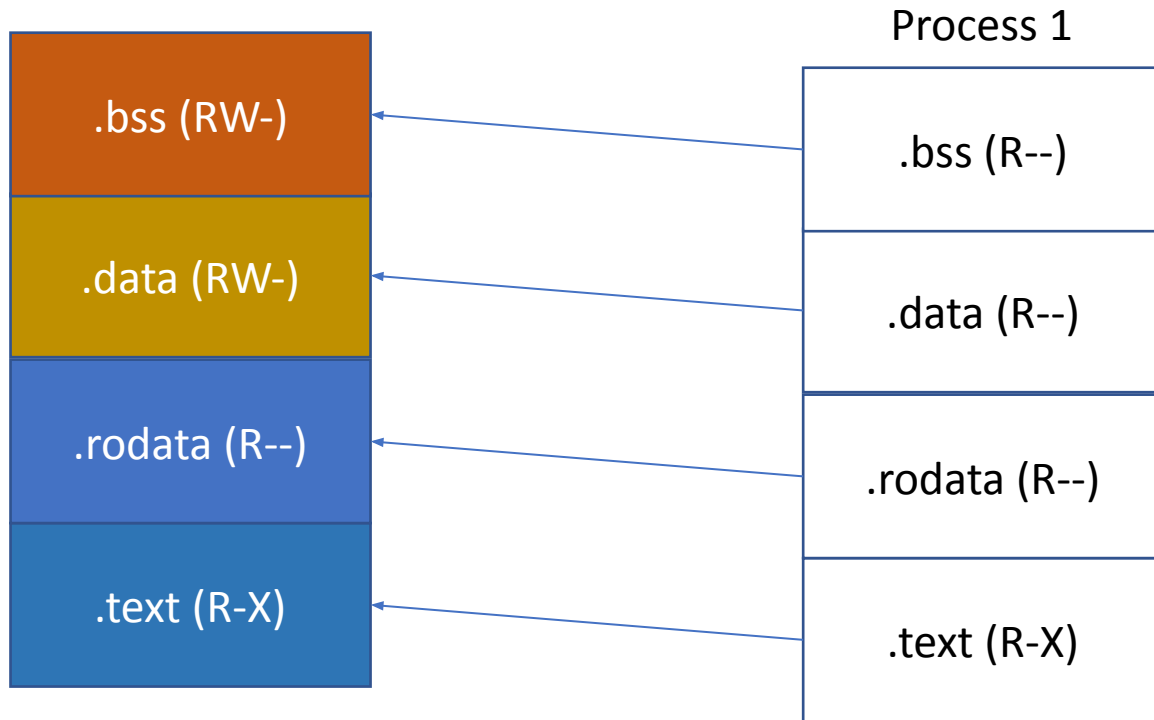 Process 1
.bss (RW-)
.data (RW-)
.rodata (R--)
.text (R-X)
.bss (R--)
.data (R--)
.rodata (R--)
.text (R-X)